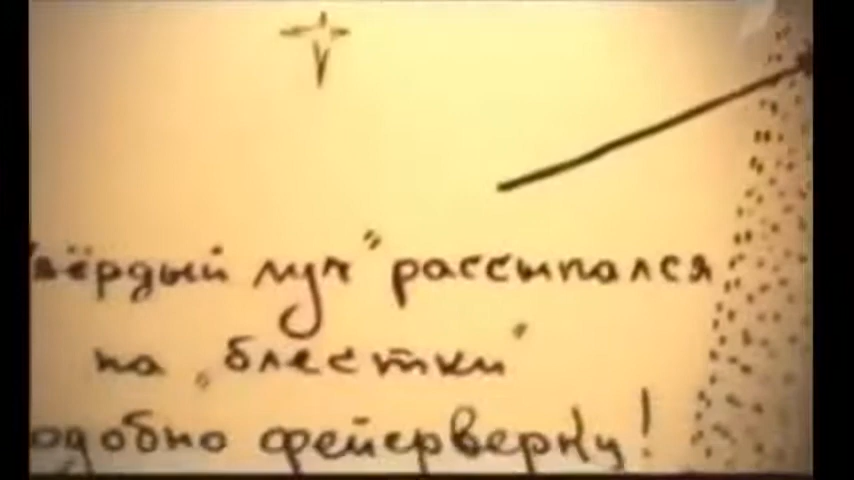 вёрдый луч" рассыпался
на „блестки"
одобно фейерверку!